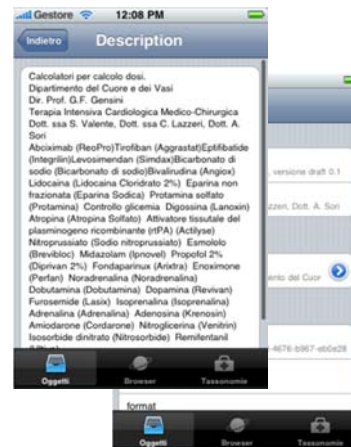 Gestore 12:08 PM
Indietro Description
Calcolatori per calcolo dosi.
Dipartimento del Cuore e dei Vasi
Dir. Prof. G.F. Gensini
Terapia Intensiva Cardiologica Medico-Chirurgica
Dott. ssa S. Valente, Dott. ssa C. Lazzeri, Dott. A.
Sori
Abciximab (ReoPro)Tirofiban (Aggrastat)Eptifibatide
(Integrilin)Levosimendan (Simdax)Bicarbonato di
sodio (Bicarbonato di sodio)Bivalirudina (Angiox)
Lidocaina (Lidocaina Cloridrato 2%) Eparina non
frazionata (Eparina Sodica) Protamina solfato
(Protamina) Controllo glicemia Digossina (Lanoxin)
Atropina (Atropina Solfato) Attivatore tissutale del
plasminogeno ricombinante (rtPA) (Actilyse)
Nitroprussiato (Sodio nitroprussiato) Esmololo
(Brevibloc) Midazolam (Ipnovel) Propofol 2%
(Diprivan 2%) Fondaparinux (Arixtra) Enoximone
(Perfan) Noradrenalina (Noradrenalina)
Dobutamina (Dobutamina) Dopamina (Revivan)
Furosemide (Lasix) Isoprenalina (Isoprenalina)
Adrenalina (Adrenalina) Adenosina (Krenosin)
Amiodarone (Cordarone) Nitroglicerina (Venitrin)
Isosorbide dinitrato (Nitrosorbide) Remifentanil
Oggetti Browser Tassonomie
, versione draft 0.1
zzeri, Dott. A. Sori
ento del Cuor
-4676-b967-eb0e28
format
Oggetti Browser Tassonomie